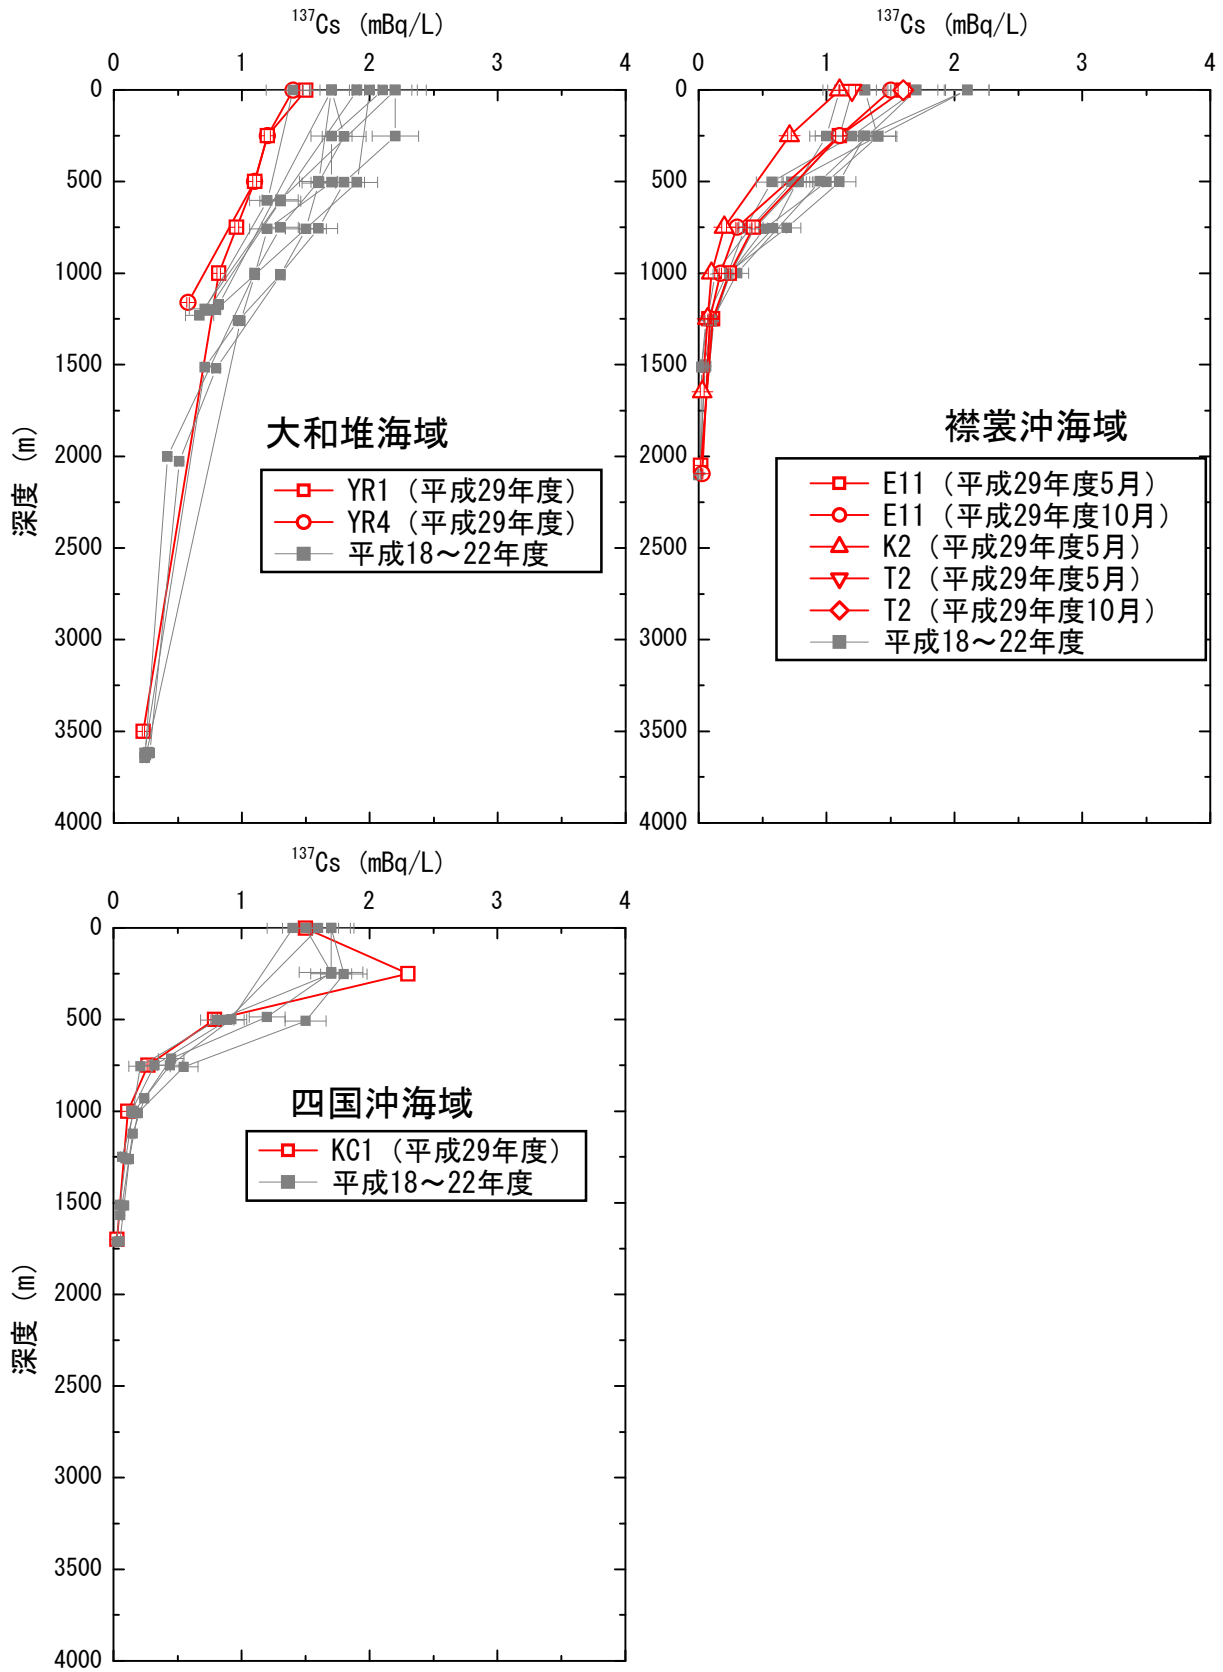 ¹³⁷Cs (mBq/L)
0 1 2 3 4
0
500
1000
1500
2000
2500
3000
3500
4000
深度 (m)
大和堆海域
YR1 (平成29年度)
YR4 (平成29年度)
平成18～22年度
¹³⁷Cs (mBq/L)
0 1 2 3 4
0
500
1000
1500
2000
2500
3000
3500
4000
襟裳沖海域
E11 (平成29年度5月)
E11 (平成29年度10月)
K2 (平成29年度5月)
T2 (平成29年度5月)
T2 (平成29年度10月)
平成18～22年度
¹³⁷Cs (mBq/L)
0 1 2 3 4
0
500
1000
1500
2000
2500
3000
3500
4000
深度 (m)
四国沖海域
KC1 (平成29年度)
平成18～22年度